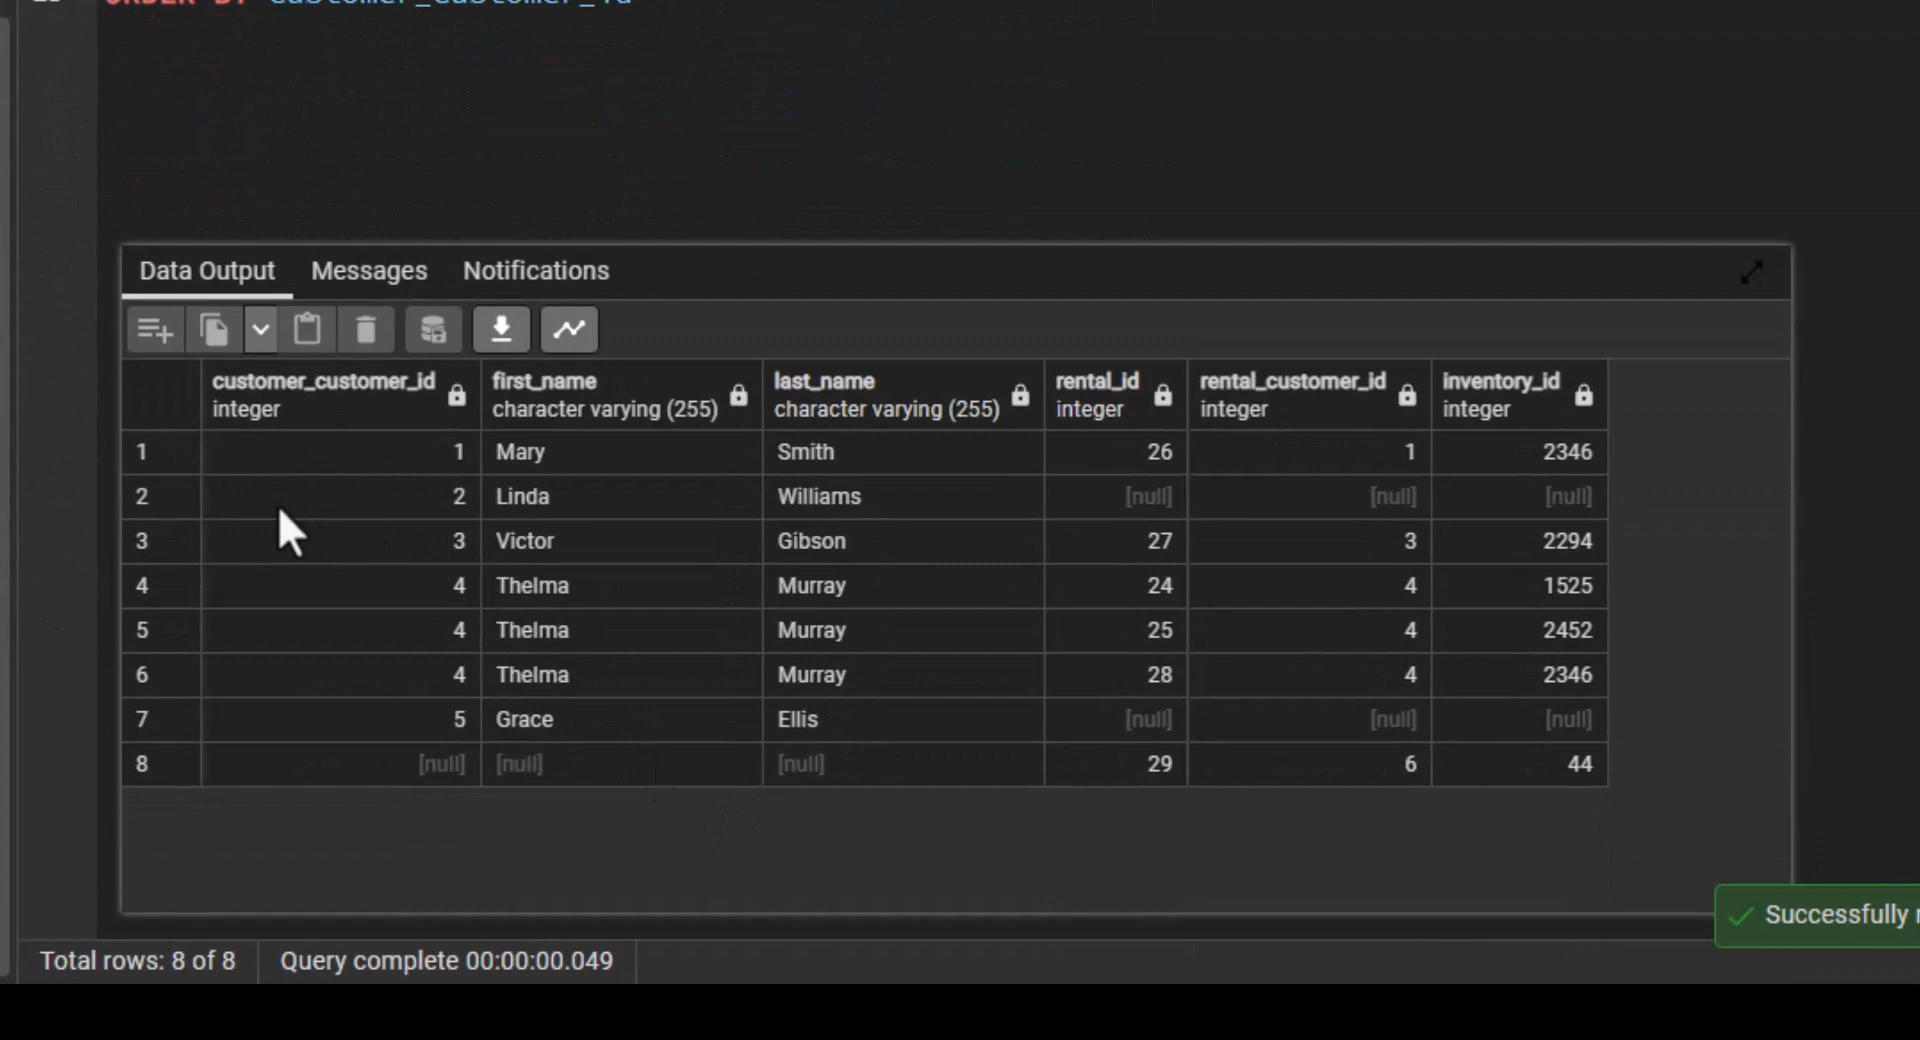 ORDER BY customer_customer_id
Data Output Messages Notifications
customer_customer_id first_name last_name rental_id rental_customer_id inventory_id
integer character varying (255) character varying (255) integer integer integer
1 1 Mary Smith 26 1 2346
2 2 Linda Williams [null] [null] [null]
3 3 Victor Gibson 27 3 2294
4 4 Thelma Murray 24 4 1525
5 4 Thelma Murray 25 4 2452
6 4 Thelma Murray 28 4 2346
7 5 Grace Ellis [null] [null] [null]
8 [null] [null] [null] 29 6 44
Successfully
Total rows: 8 of 8 Query complete 00:00:00.049